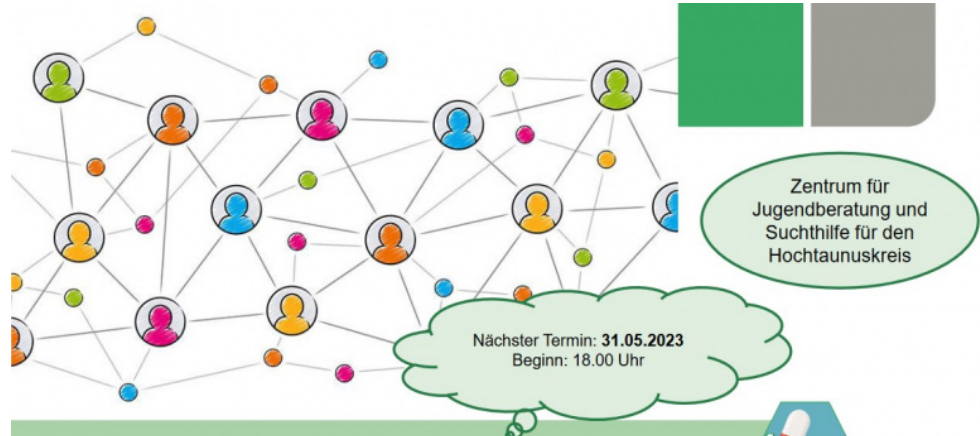 Zentrum für
Jugendberatung und
Suchthilfe für den
Hochtaunuskreis
Nächster Termin: 31.05.2023
Beginn: 18.00 Uhr